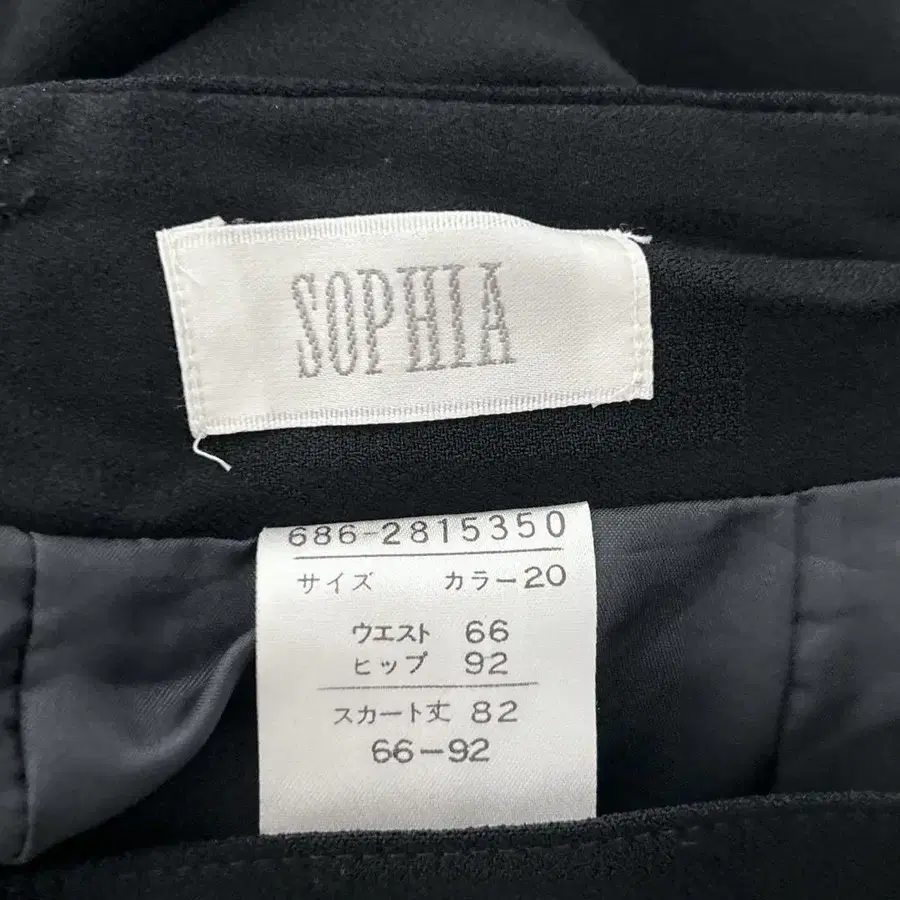 SOPHIA
686-2815350
サイズ カラー20
ウエスト 66
ヒップ 92
スカート丈 82
66-92